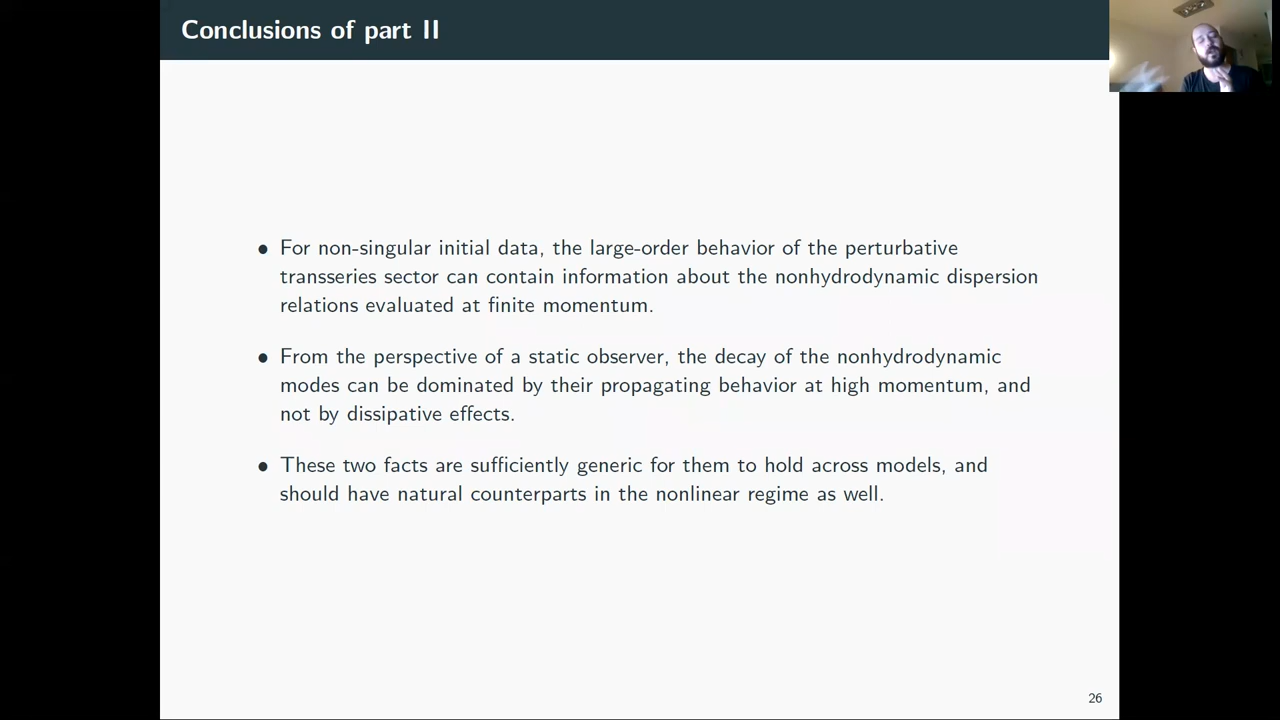 Conclusions of part II
• For non-singular initial data, the large-order behavior of the perturbative
transseries sector can contain information about the nonhydrodynamic dispersion
relations evaluated at finite momentum.
• From the perspective of a static observer, the decay of the nonhydrodynamic
modes can be dominated by their propagating behavior at high momentum, and
not by dissipative effects.
• These two facts are sufficiently generic for them to hold across models, and
should have natural counterparts in the nonlinear regime as well.
26